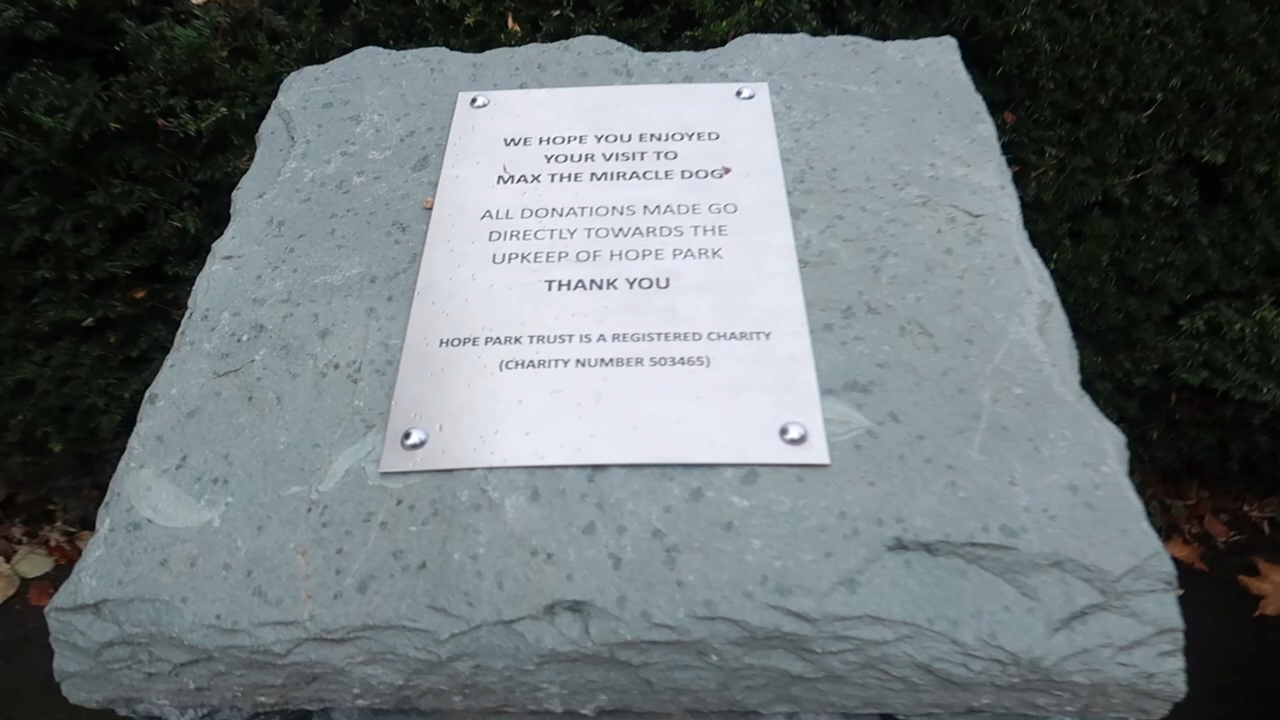 WE HOPE YOU ENJOYED
YOUR VISIT TO
MAX THE MIRACLE DOG
ALL DONATIONS MADE GO
DIRECTLY TOWARDS THE
UPKEEP OF HOPE PARK
THANK YOU
HOPE PARK TRUST IS A REGISTERED CHARITY
(CHARITY NUMBER 503465)